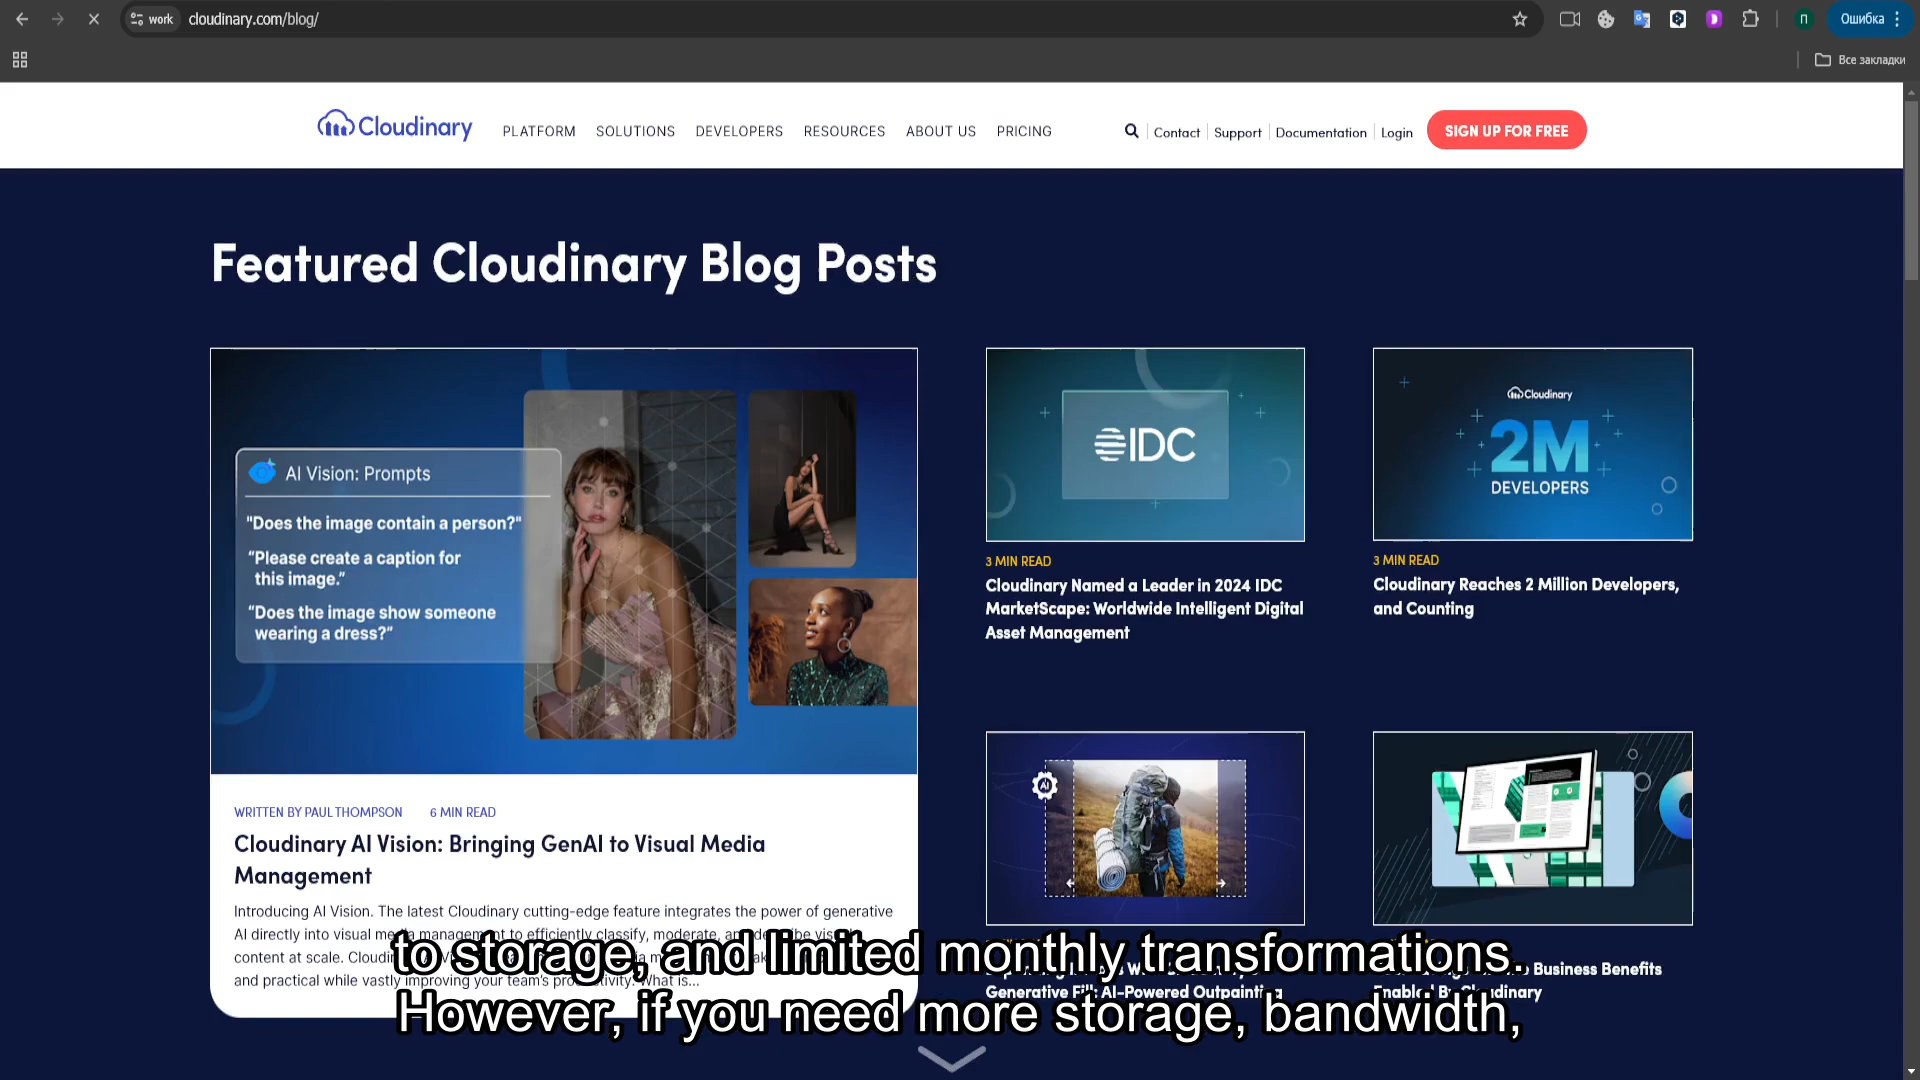 work cloudinary.com/blog/
П Ошибка
Все закладки
Cloudinary PLATFORM SOLUTIONS DEVELOPERS RESOURCES ABOUT US PRICING Contact Support Documentation Login SIGN UP FOR FREE
Featured Cloudinary Blog Posts
AI Vision: Prompts
"Does the image contain a person?"
"Please create a caption for
this image."
"Does the image show someone
wearing a dress?"
WRITTEN BY PAUL THOMPSON 6 MIN READ
Cloudinary AI Vision: Bringing GenAI to Visual Media
Management
Introducing AI Vision. The latest Cloudinary cutting-edge feature integrates the power of generative
AI directly into visual media management to efficiently classify, moderate, and describe
content at scale.
and practical while vastly improving your team's productivity. What is...
IDC
3 MIN READ
Cloudinary Named a Leader in 2024 IDC
MarketScape: Worldwide Intelligent Digital
Asset Management
Cloudinary
2M
DEVELOPERS
3 MIN READ
Cloudinary Reaches 2 Million Developers,
and Counting
AI
Generative Fill: AI-Powered Outpainting
Business Benefits
Enabled By Cloudinary
to storage, and limited monthly transformations.
However, if you need more storage, bandwidth,